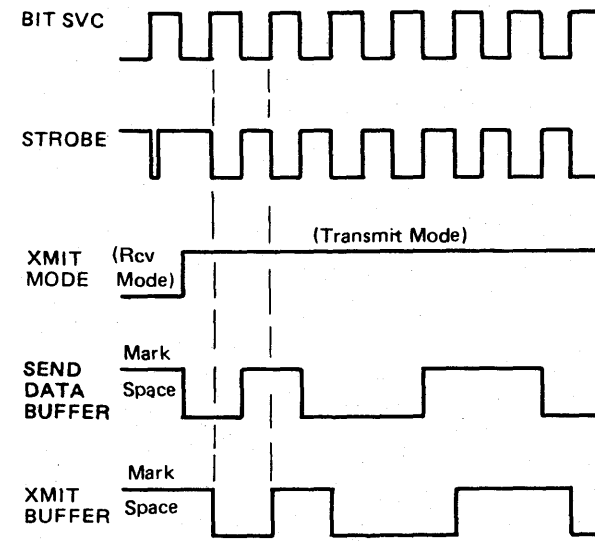 BIT SVC
STROBE
(Transmit Mode)
XMIT
MODE
(Rcv
Mode)
Mark
Space
SEND
DATA
BUFFER
Mark
Space
XMIT
BUFFER